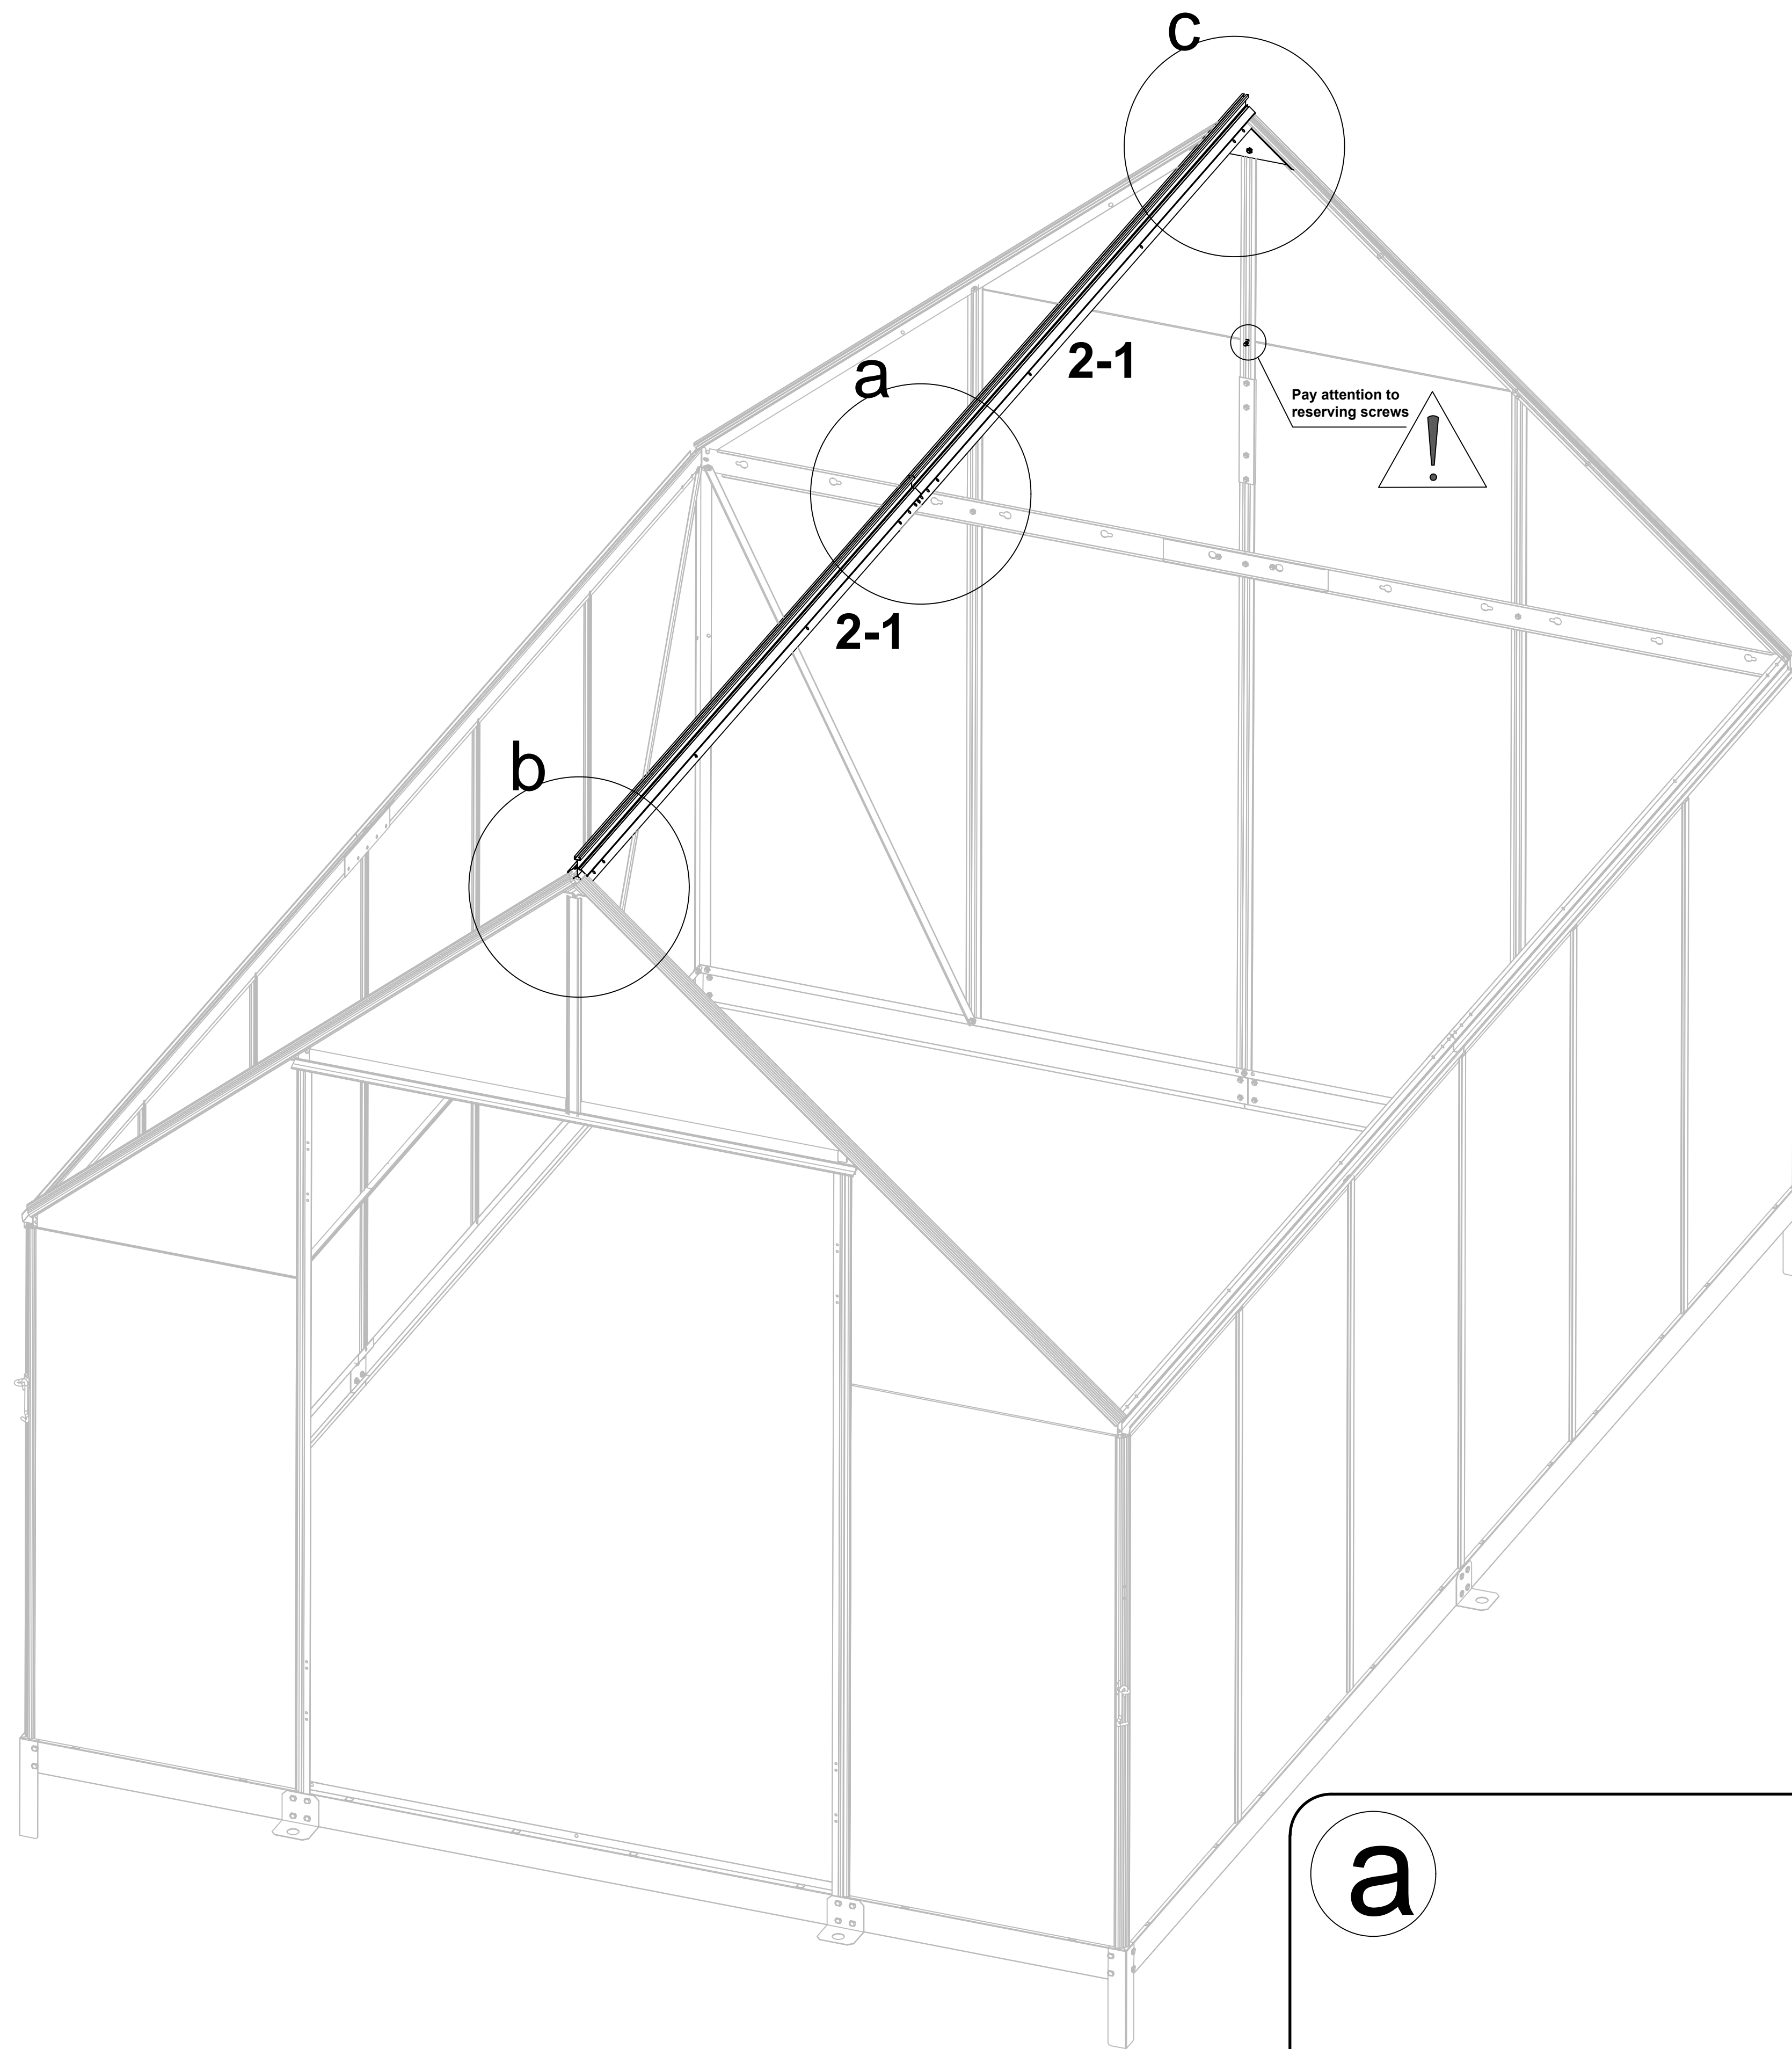 c
2-1
a
Pay attention to
reserving screws
2-1
b
a